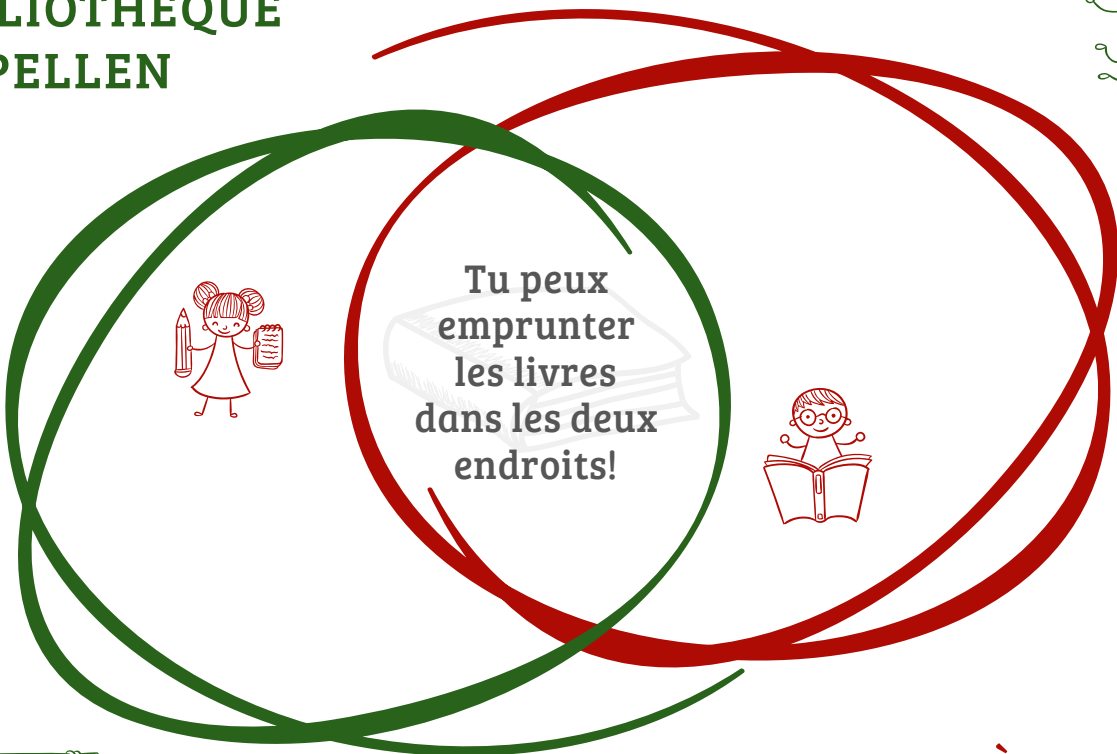 LIOTHEQUE
PELLEN
Tu peux
emprunter
les livres
dans les deux
endroits!